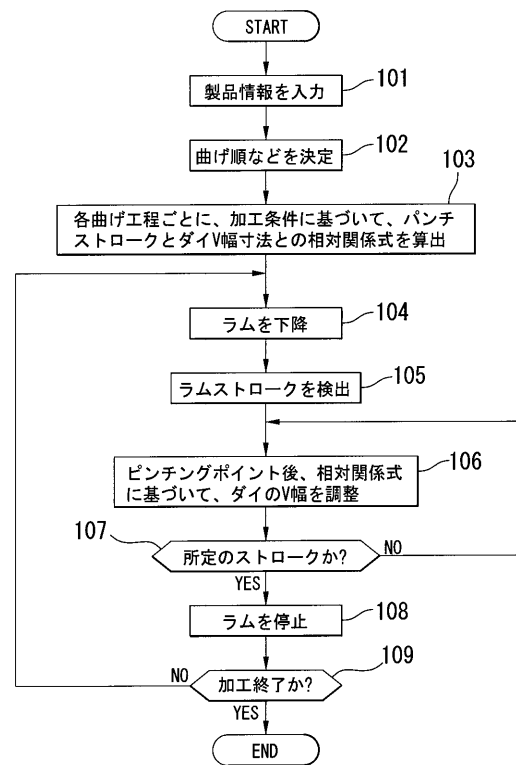 START
製品情報を入力
101
曲げ順などを決定
102
103
各曲げ工程ごとに、加工条件に基づいて、パンチ
ストロークとダイV幅寸法との相対関係式を算出
ラムを下降
104
ラムストロークを検出
105
ピンチングポイント後、相対関係式
に基づいて、ダイのV幅を調整
106
107
所定のストロークか?
NO
YES
ラムを停止
108
109
NO
加工終了か?
YES
END